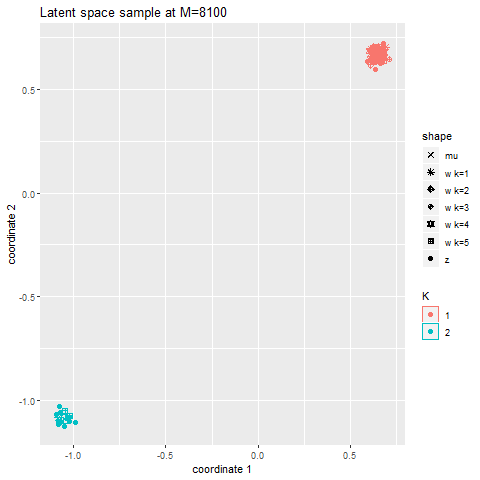 Latent space sample at M=8100
0.5
0.0
-0.5
-1.0
coordinate 2
-1.0
-0.5
0.0
0.5
coordinate 1
shape
mu
w k=1
w k=2
w k=3
w k=4
w k=5
z
K
1
2